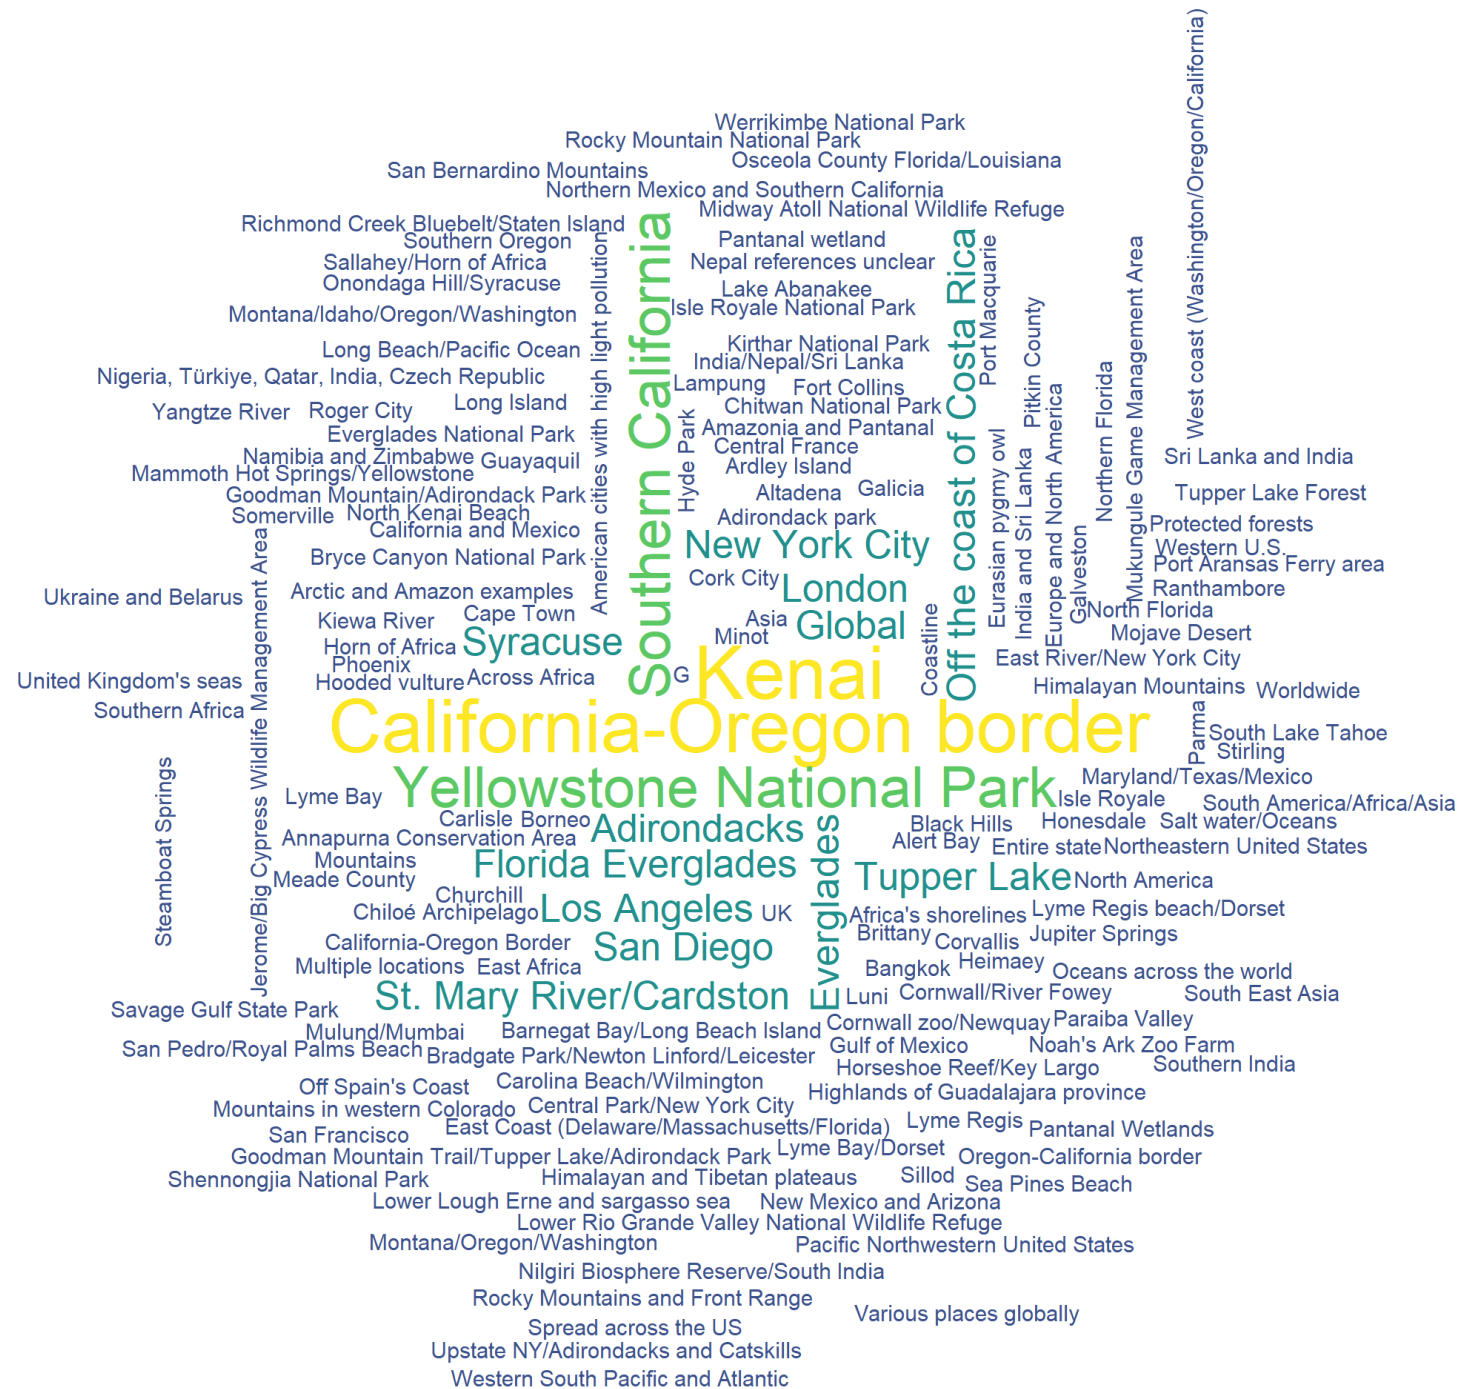 West coast (Washington/Oregon/California)
Werrikimbe National Park
Rocky Mountain National Park
Osceola County Florida/Louisiana
San Bernardino Mountains
Northern Mexico and Southern California
Midway Atoll National Wildlife Refuge
Richmond Creek Bluebelt/Staten Island
Southern Oregon
Sallahey/Horn of Africa
Onondaga Hill/Syracuse
American cities with high light pollution
Southern California
Pantanal wetland
Nepal references unclear
Lake Abanakee
Isle Royale National Park
Off the coast of Costa Rica
Port Macquarie
Mukungule Game Management Area
Montana/Idaho/Oregon/Washington
Long Beach/Pacific Ocean
Kirthar National Park
India/Nepal/Sri Lanka
Pitkin County
Nigeria, Türkiye, Qatar, India, Czech Republic
Lampung
Fort Collins
Yangtze River
Roger City
Long Island
Chitwan National Park
Hyde Park
Everglades National Park
Amazonia and Pantanal
Central France
Northern Florida
Europe and North America
Namibia and Zimbabwe
Guayaquil
Mammoth Hot Springs/Yellowstone
Ardley Island
Sri Lanka and India
Eurasian pygmy owl
India and Sri Lanka
Goodman Mountain/Adirondack Park
Altadena
Galicia
Tupper Lake Forest
Somerville
North Kenai Beach
Adirondack park
California and Mexico
Protected forests
Galveston
New York City
Western U.S.
Bryce Canyon National Park
Port Aransas Ferry area
Jerome/Big Cypress Wildlife Management Area
Cork City
London
Ranthambore
Ukraine and Belarus
Arctic and Amazon examples
Cape Town
North Florida
Kiewa River
Asia
Global
Coastline
Minot
Mojave Desert
Horn of Africa
Syracuse
East River/New York City
Phoenix
United Kingdom's seas
Hooded vulture
Across Africa
G
Kenai
Himalayan Mountains
Worldwide
Southern Africa
California-Oregon border
Parma
South Lake Tahoe
Stirling
Steamboat Springs
Yellowstone National Park
Maryland/Texas/Mexico
Lyme Bay
Isle Royale
South America/Africa/Asia
Carlisle
Borneo
Adirondacks
Everglades
Black Hills
Honesdale
Salt water/Oceans
Annapurna Conservation Area
Alert Bay
Entire state
Northeastern United States
Mountains
Florida Everglades
Meade County
Tupper Lake
North America
Churchill
Chiloé Archipelago
Los Angeles
UK
Africa's shorelines
Lyme Regis beach/Dorset
California-Oregon Border
San Diego
Brittany
Corvallis
Jupiter Springs
Multiple locations
East Africa
Bangkok
Heimaey
Oceans across the world
St. Mary River/Cardston
Luni
Cornwall/River Fowey
South East Asia
Savage Gulf State Park
Mulund/Mumbai
Barnegat Bay/Long Beach Island
Cornwall zoo/Newquay
Paraiba Valley
San Pedro/Royal Palms Beach
Bradgate Park/Newton Linford/Leicester
Gulf of Mexico
Noah's Ark Zoo Farm
Horseshoe Reef/Key Largo
Southern India
Off Spain's Coast
Carolina Beach/Wilmington
Highlands of Guadalajara province
Mountains in western Colorado
Central Park/New York City
San Francisco
East Coast (Delaware/Massachusetts/Florida)
Lyme Regis
Pantanal Wetlands
Goodman Mountain Trail/Tupper Lake/Adirondack Park
Lyme Bay/Dorset
Oregon-California border
Shennongjia National Park
Himalayan and Tibetan plateaus
Sillod
Sea Pines Beach
Lower Lough Erne and sargasso sea
New Mexico and Arizona
Lower Rio Grande Valley National Wildlife Refuge
Montana/Oregon/Washington
Pacific Northwestern United States
Nilgiri Biosphere Reserve/South India
Rocky Mountains and Front Range
Various places globally
Spread across the US
Upstate NY/Adirondacks and Catskills
Western South Pacific and Atlantic